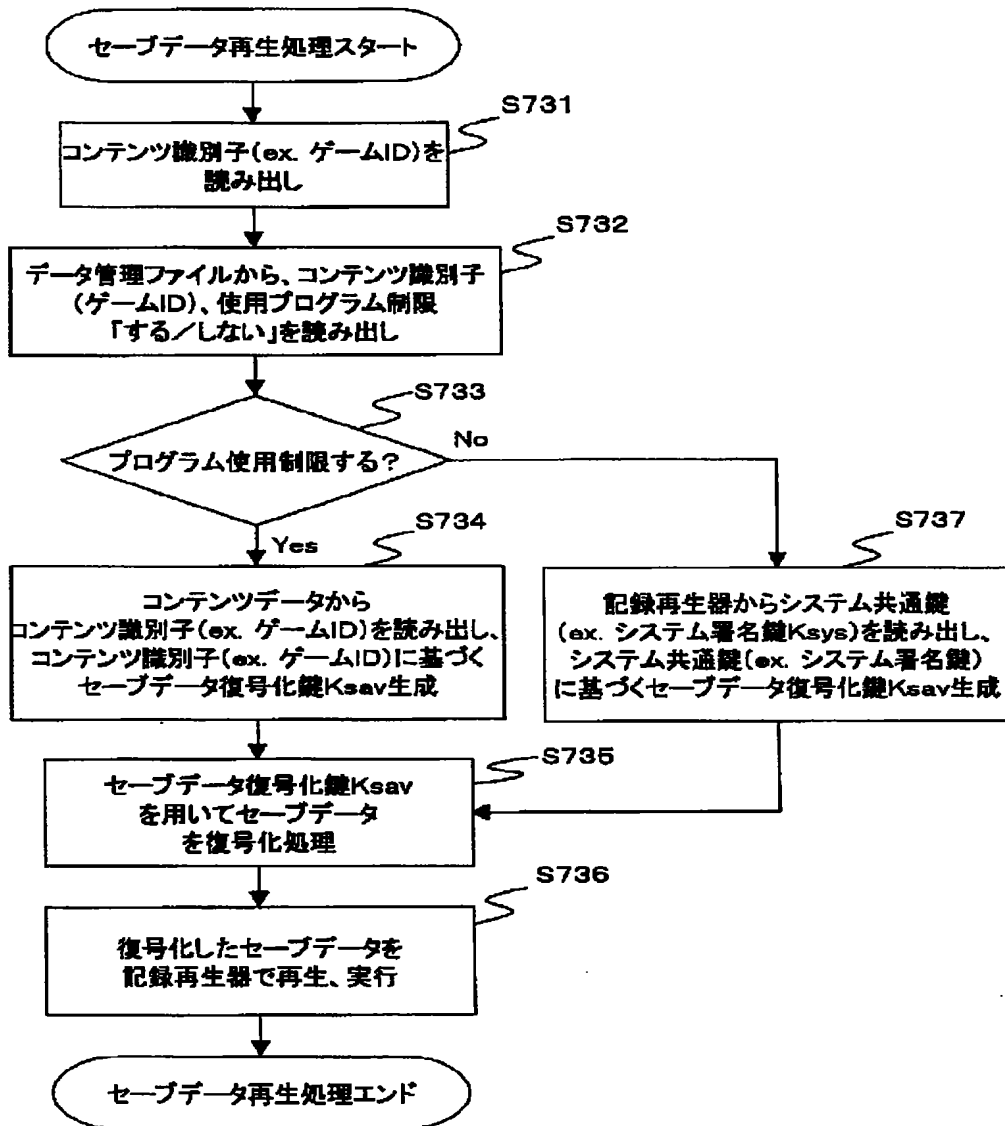 セーブデータ再生処理スタート
S731
コンテンツ識別子(ex. ゲームID)を
読み出し
S732
データ管理ファイルから、コンテンツ識別子
(ゲームID)、使用プログラム制限
「する／しない」を読み出し
S733
プログラム使用制限する？
No
Yes
S734
コンテンツデータから
コンテンツ識別子(ex. ゲームID)を読み出し、
コンテンツ識別子(ex. ゲームID)に基づく
セーブデータ復号化鍵Ksav生成
S737
記録再生器からシステム共通鍵
(ex. システム署名鍵Ksys)を読み出し、
システム共通鍵(ex. システム署名鍵)
に基づくセーブデータ復号化鍵Ksav生成
S735
セーブデータ復号化鍵Ksav
を用いてセーブデータ
を復号化処理
S736
復号化したセーブデータを
記録再生器で再生、実行
セーブデータ再生処理エンド